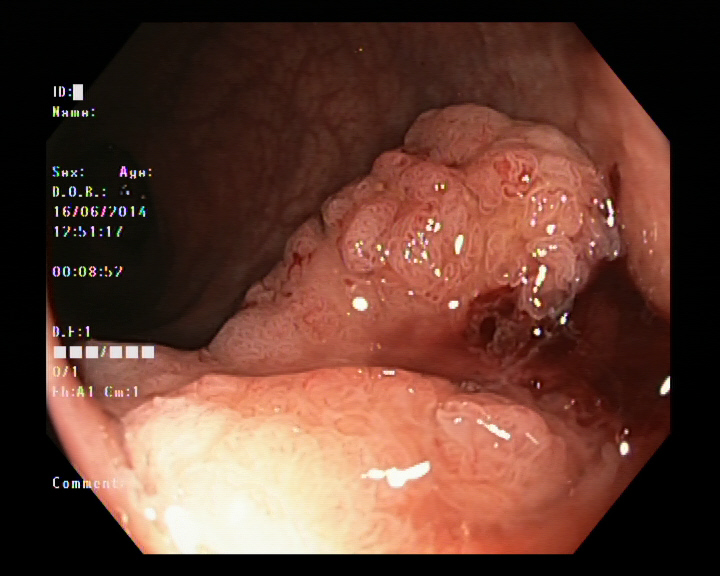 ID:
Name:
Sex: Age:
D.O.B.:
16/06/2014
12:51:17
00:08:52
D.F:1
/
0/1
Eh:A1 Cm:1
Comment: